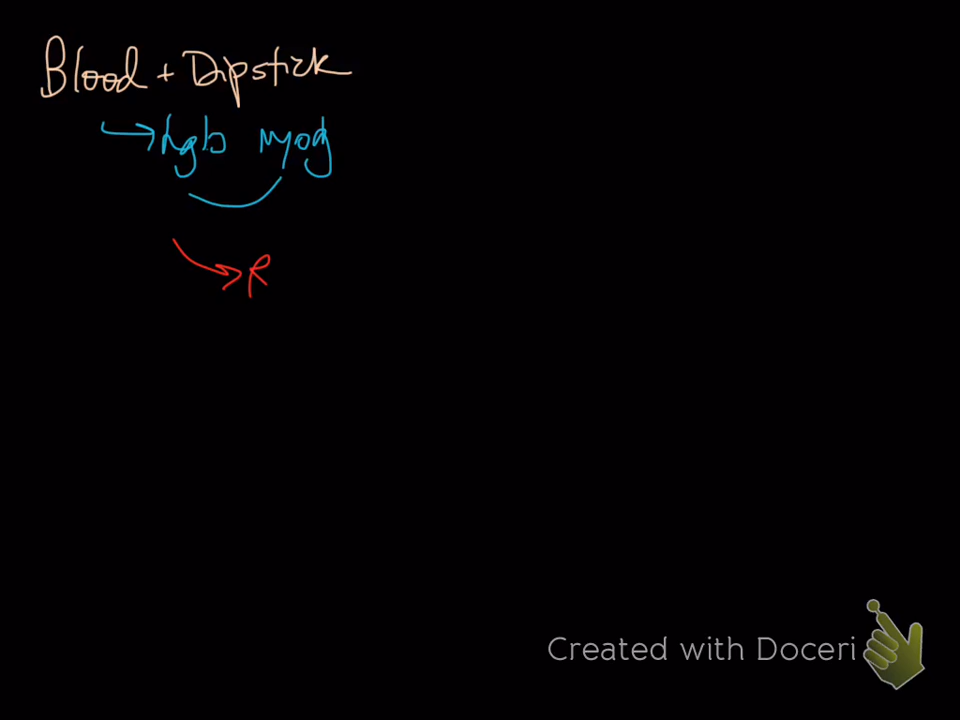 Blood + Dipstick
→ hgb myog
→ R
Created with Doceri